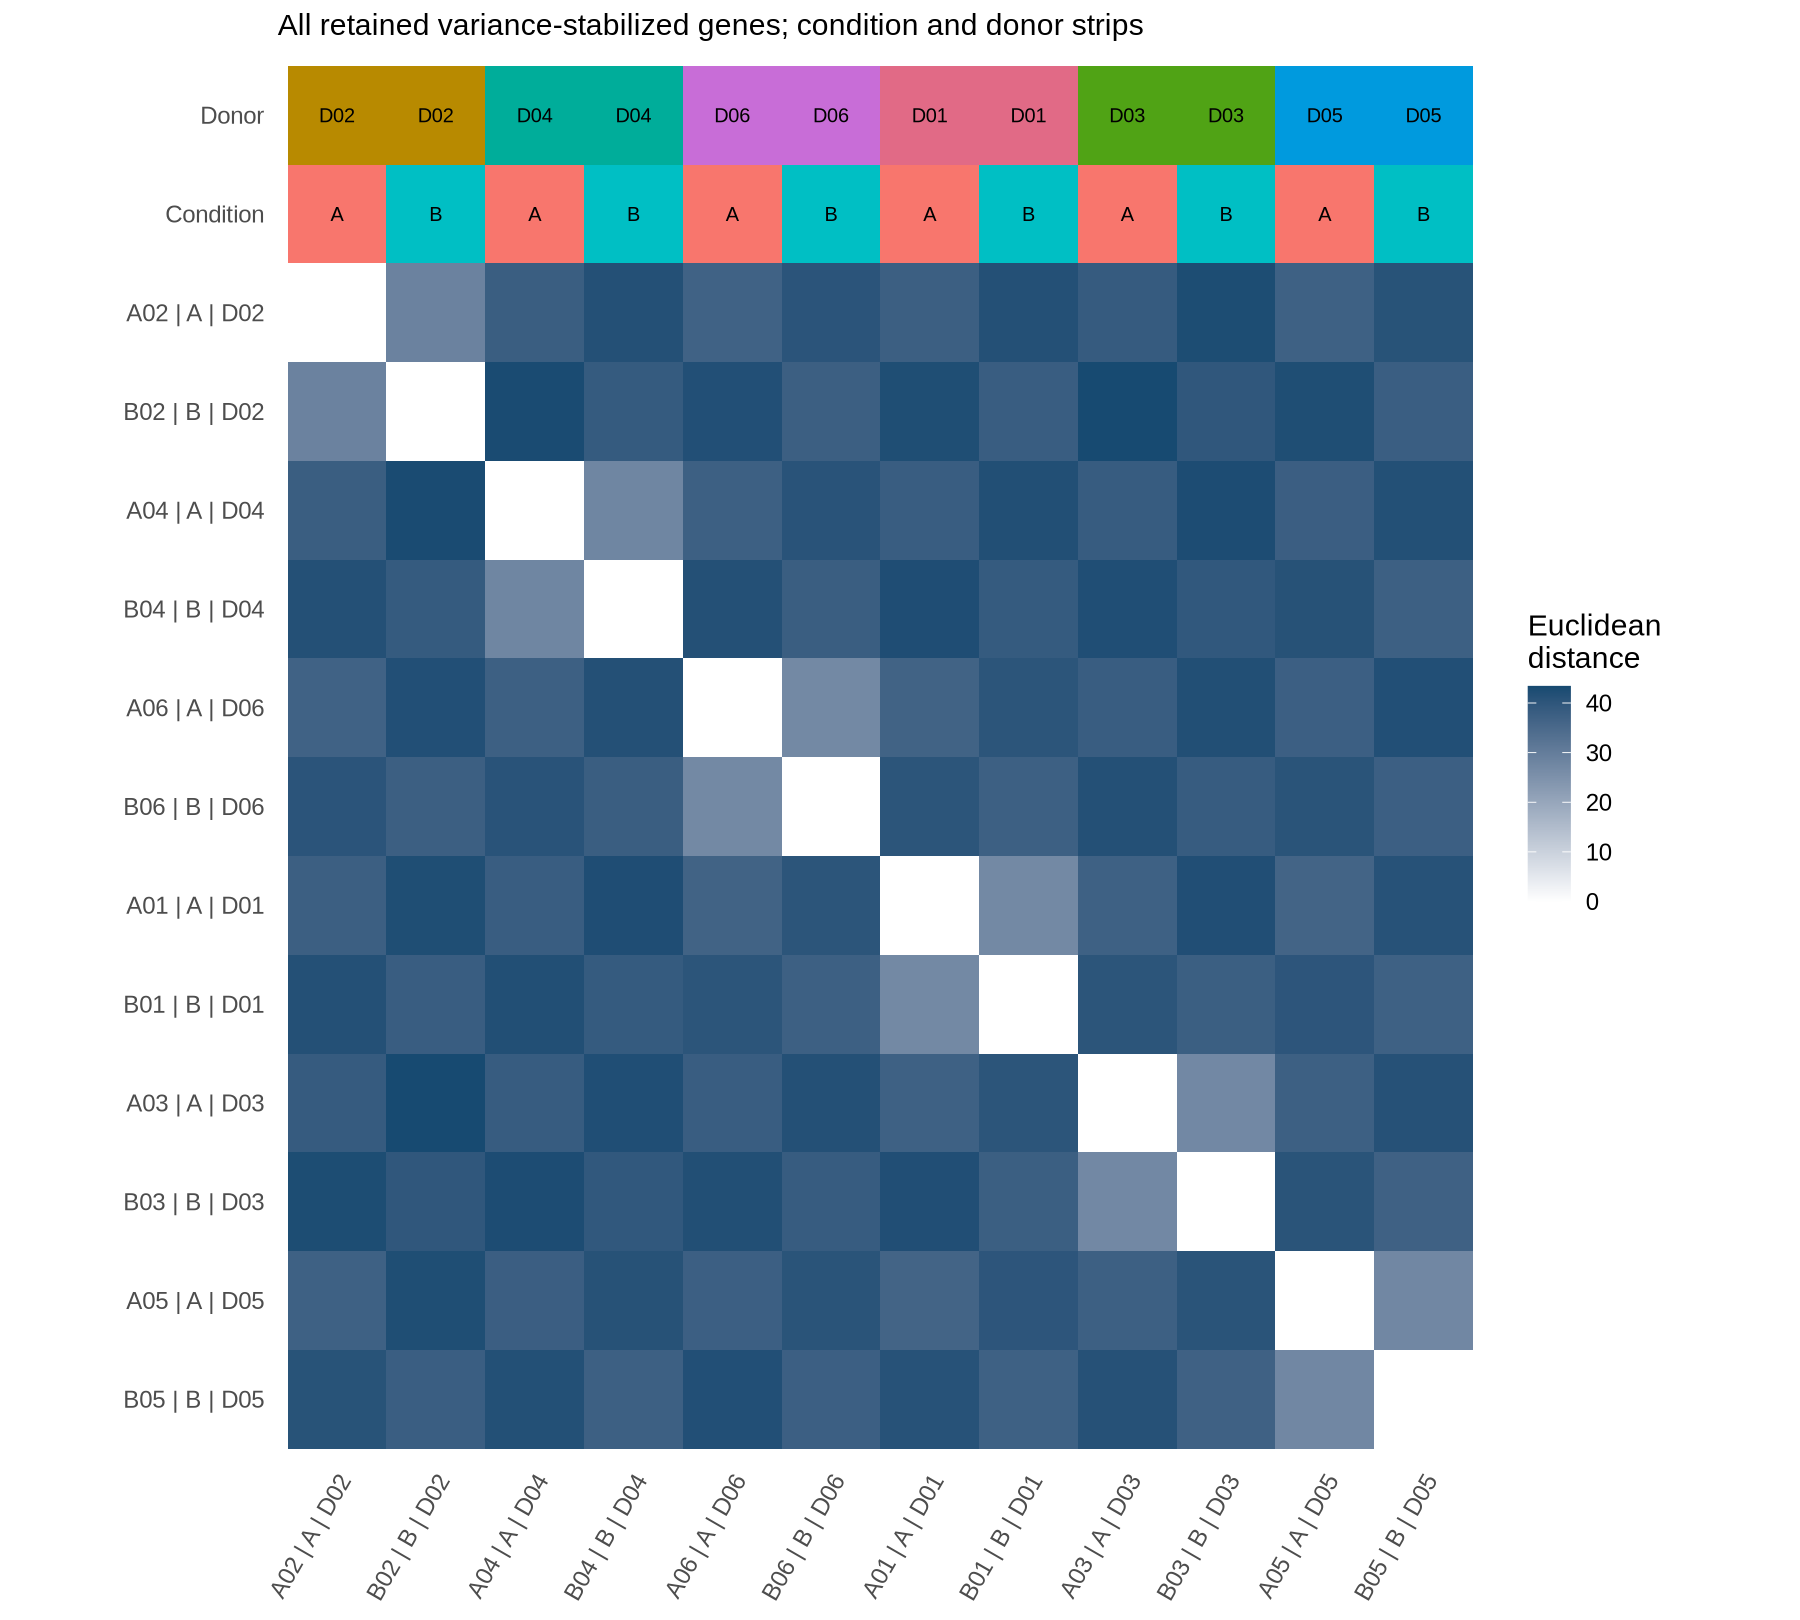 All retained variance-stabilized genes; condition and donor strips
Donor
D02 D02 D04 D04 D06 D06 D01 D01 D03 D03 D05 D05
Condition
A B A B A B A B A B A B
A02 | A | D02
B02 | B | D02
A04 | A | D04
B04 | B | D04
A06 | A | D06
B06 | B | D06
A01 | A | D01
B01 | B | D01
A03 | A | D03
B03 | B | D03
A05 | A | D05
B05 | B | D05
A02 | A | D02
B02 | B | D02
A04 | A | D04
B04 | B | D04
A06 | A | D06
B06 | B | D06
A01 | A | D01
B01 | B | D01
A03 | A | D03
B03 | B | D03
A05 | A | D05
B05 | B | D05
Euclidean
distance
40
30
20
10
0